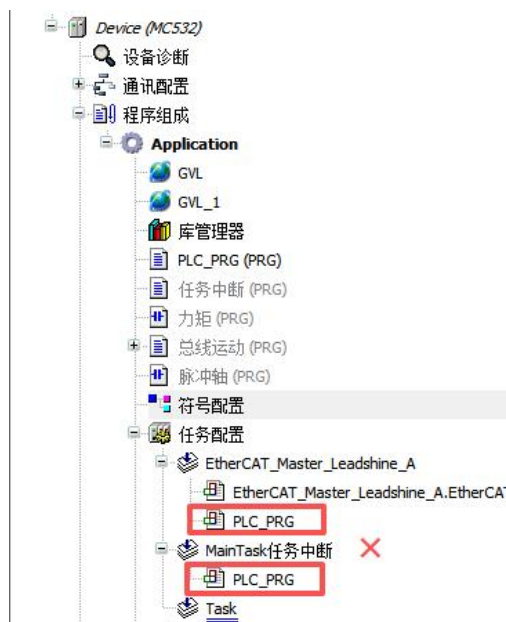 Device (MC532)
设备诊断
通讯配置
程序组成
Application
GVL
GVL_1
库管理器
PLC_PRG (PRG)
任务中断 (PRG)
力矩 (PRG)
总线运动 (PRG)
脉冲轴 (PRG)
符号配置
任务配置
EtherCAT_Master_Leadshine_A
EtherCAT_Master_Leadshine_A.EtherCA
PLC_PRG
MainTask任务中断
PLC_PRG
Task